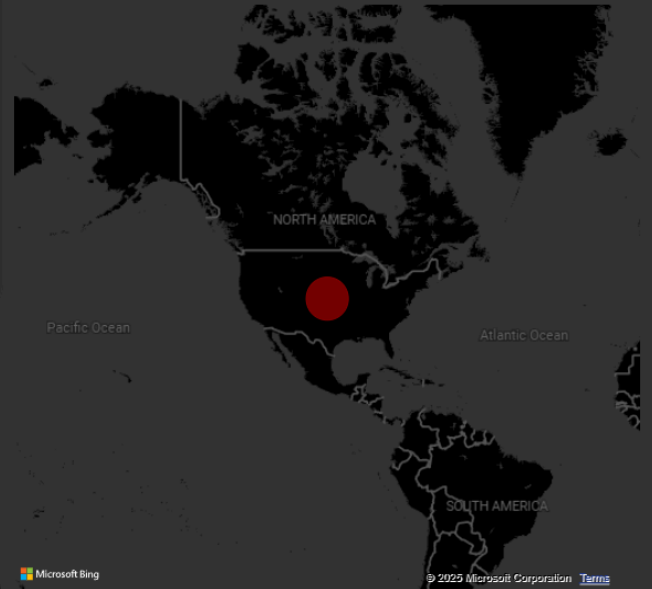 NORTH AMERICA
Pacific Ocean
Atlantic Ocean
SOUTH AMERICA
Microsoft Bing
© 2025 Microsoft Corporation Terms